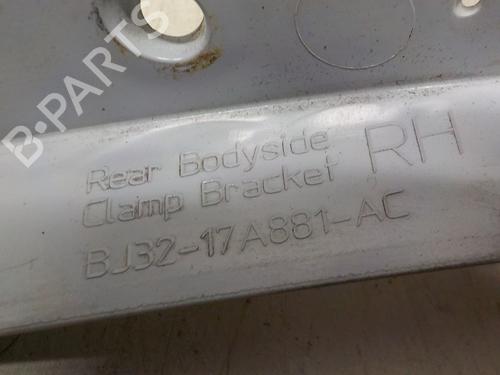 B-PARTS
Rear Bodyside
Clamp Bracket RH
BJ32-17A881-AC